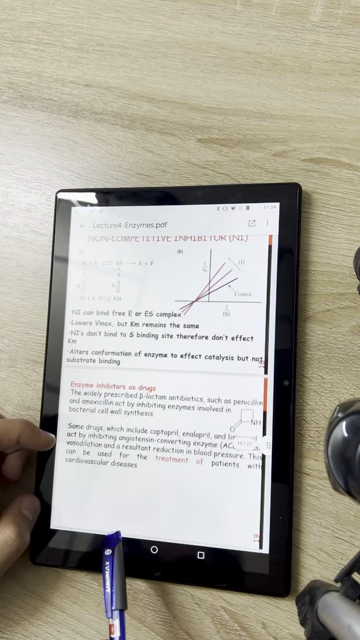 11:29
Lecture4-Enzymes.pdf
NON-COMPETITIVE INHIBITOR (NI)
Control
•NI can bind free E or ES complex
•Lowers Vmax, but Km remains the same
•NI's don't bind to S binding site therefore don't effect
Km
•Alters conformation of enzyme to effect catalysis but not
substrate binding
Enzyme inhibitors as drugs
The widely prescribed β-lactam antibiotics, such as penicillin
and amoxicillin act by inhibiting enzymes involved in
bacterial cell wall synthesis.
NH
O
Some drugs, which include captopril, enalapril, and
act by inhibiting angiotensin-converting enzyme
vasodilation and a resultant reduction in blood pressure. This
can be used for the treatment of patients with
cardiovascular diseases